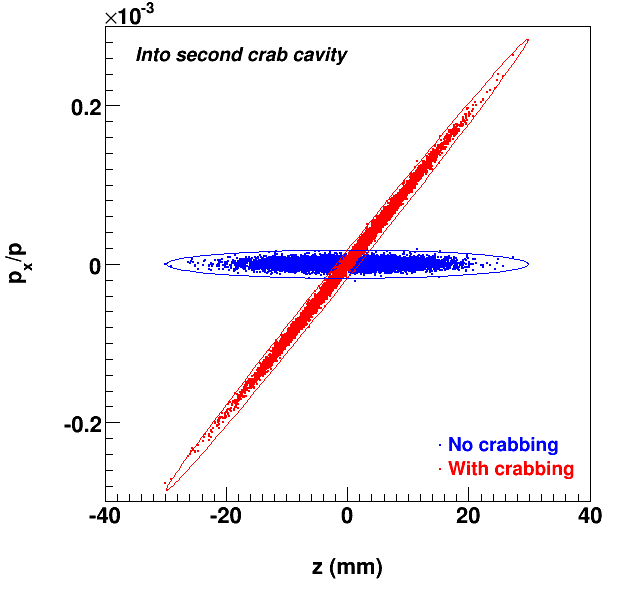 ×10⁻³
Into second crab cavity
0.2
pₓ/p
0
-0.2
No crabbing
With crabbing
-40 -20 0 20 40
z (mm)